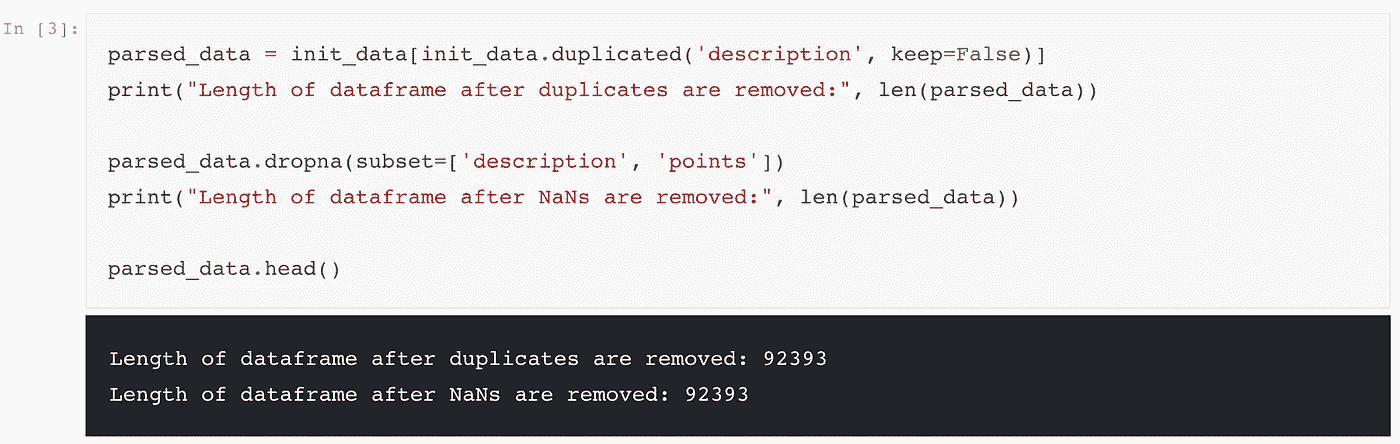 In [3]:
parsed_data = init_data[init_data.duplicated('description', keep=False)]
print("Length of dataframe after duplicates are removed:", len(parsed_data))
parsed_data.dropna(subset=['description', 'points'])
print("Length of dataframe after NaNs are removed:", len(parsed_data))
parsed_data.head()
Length of dataframe after duplicates are removed: 92393
Length of dataframe after NaNs are removed: 92393